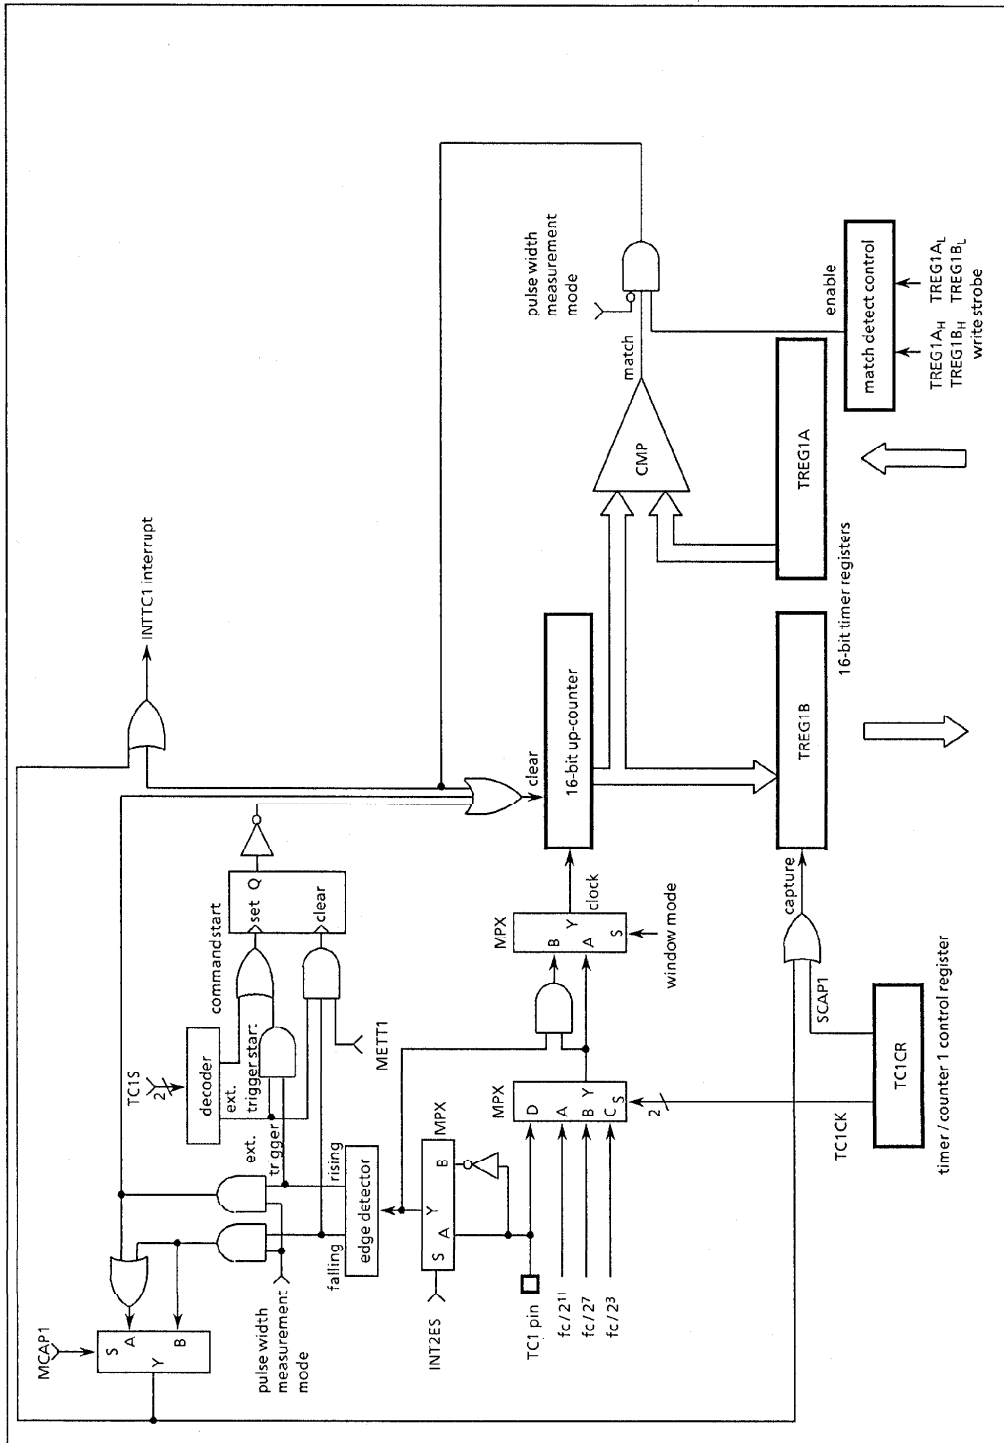 MCAP1
S
A
B
Y
pulse width
measurement
mode
TC1S
2
decoder
ext.
trigger start
command start
set Q
clear
METT1
ext.
trigger
rising
falling
edge detector
INT2ES
S
A
Y
B
MPX
TC1 pin
fc/2¹¹
fc/2⁷
fc/2³
MPX
D
A
B Y
C
S
2
TC1CK
MPX
B
Y
A
S
window mode
clock
clear
INTTC1 interrupt
16-bit up-counter
CMP
match
pulse width
measurement
mode
enable
match detect control
TREG1AH TREG1AL
TREG1BH TREG1BL
write strobe
TREG1A
TREG1B
16-bit timer registers
capture
SCAP1
TC1CR
timer / counter 1 control register